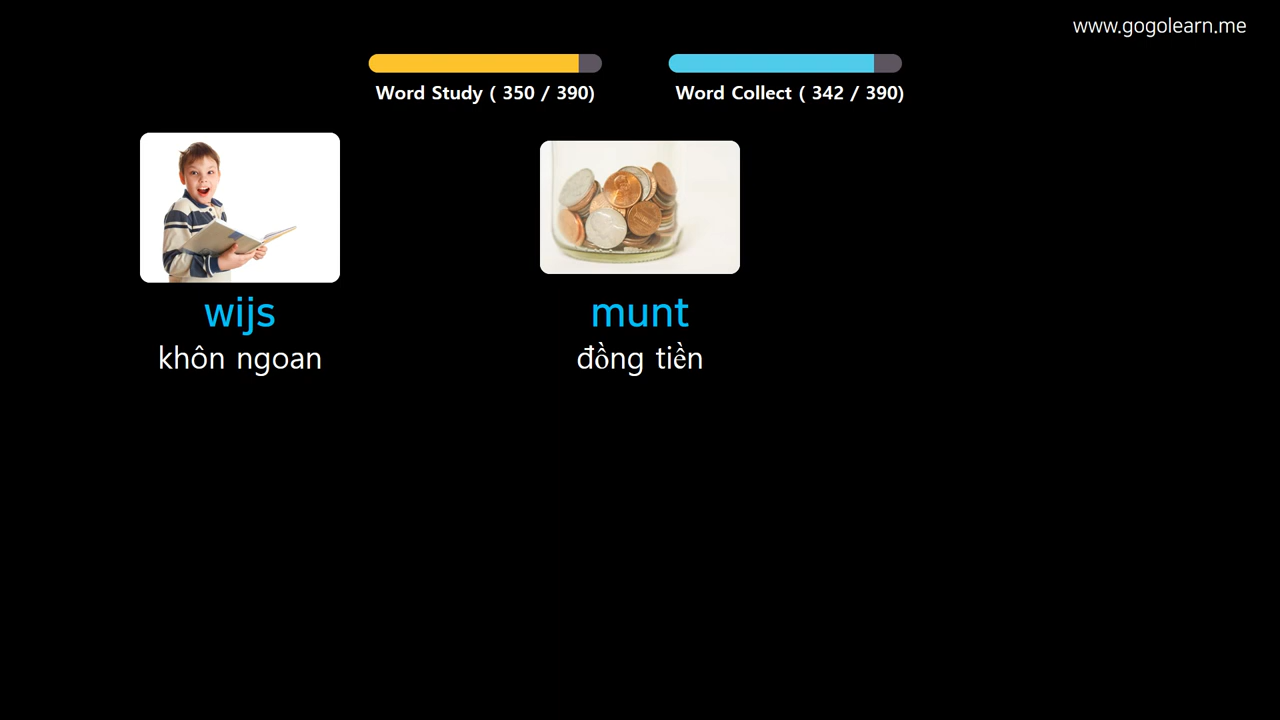 www.gogolearn.me
Word Study ( 350 / 390)
Word Collect ( 342 / 390)
wijs
khôn ngoan
munt
đồng tiền